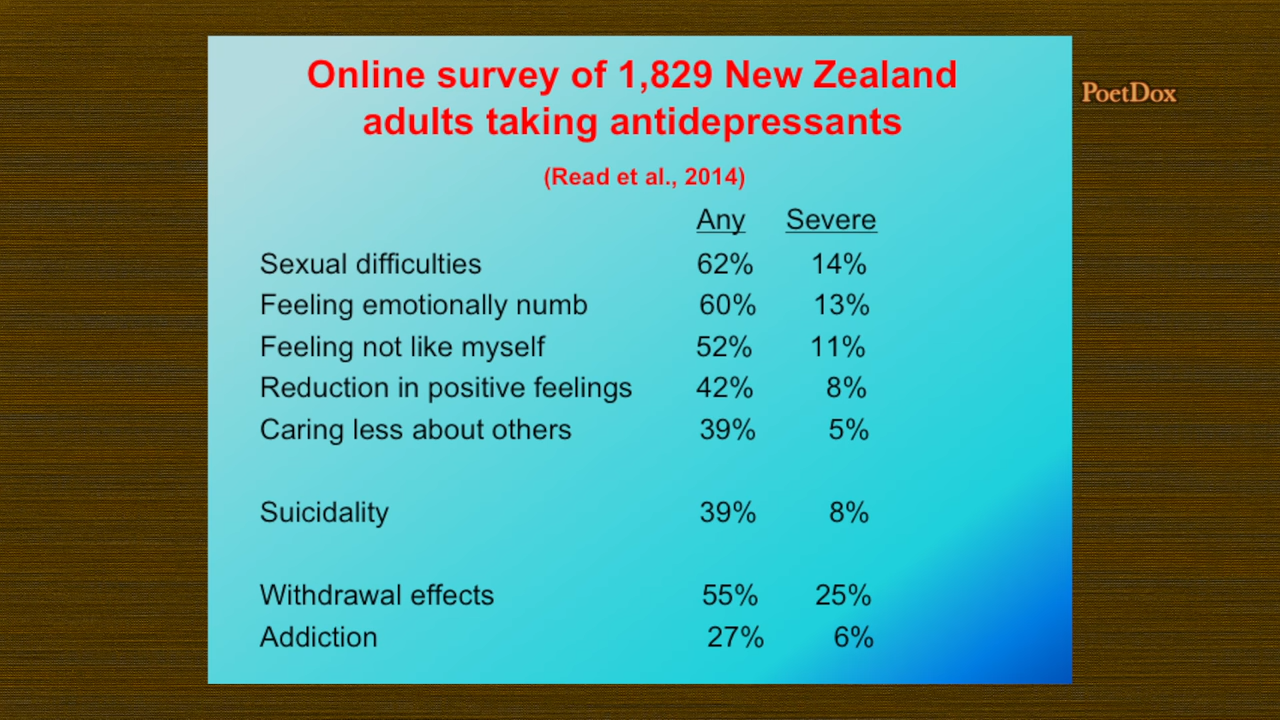 Online survey of 1,829 New Zealand
adults taking antidepressants
PoetDox
(Read et al., 2014)
Any Severe
Sexual difficulties 62% 14%
Feeling emotionally numb 60% 13%
Feeling not like myself 52% 11%
Reduction in positive feelings 42% 8%
Caring less about others 39% 5%
Suicidality 39% 8%
Withdrawal effects 55% 25%
Addiction 27% 6%